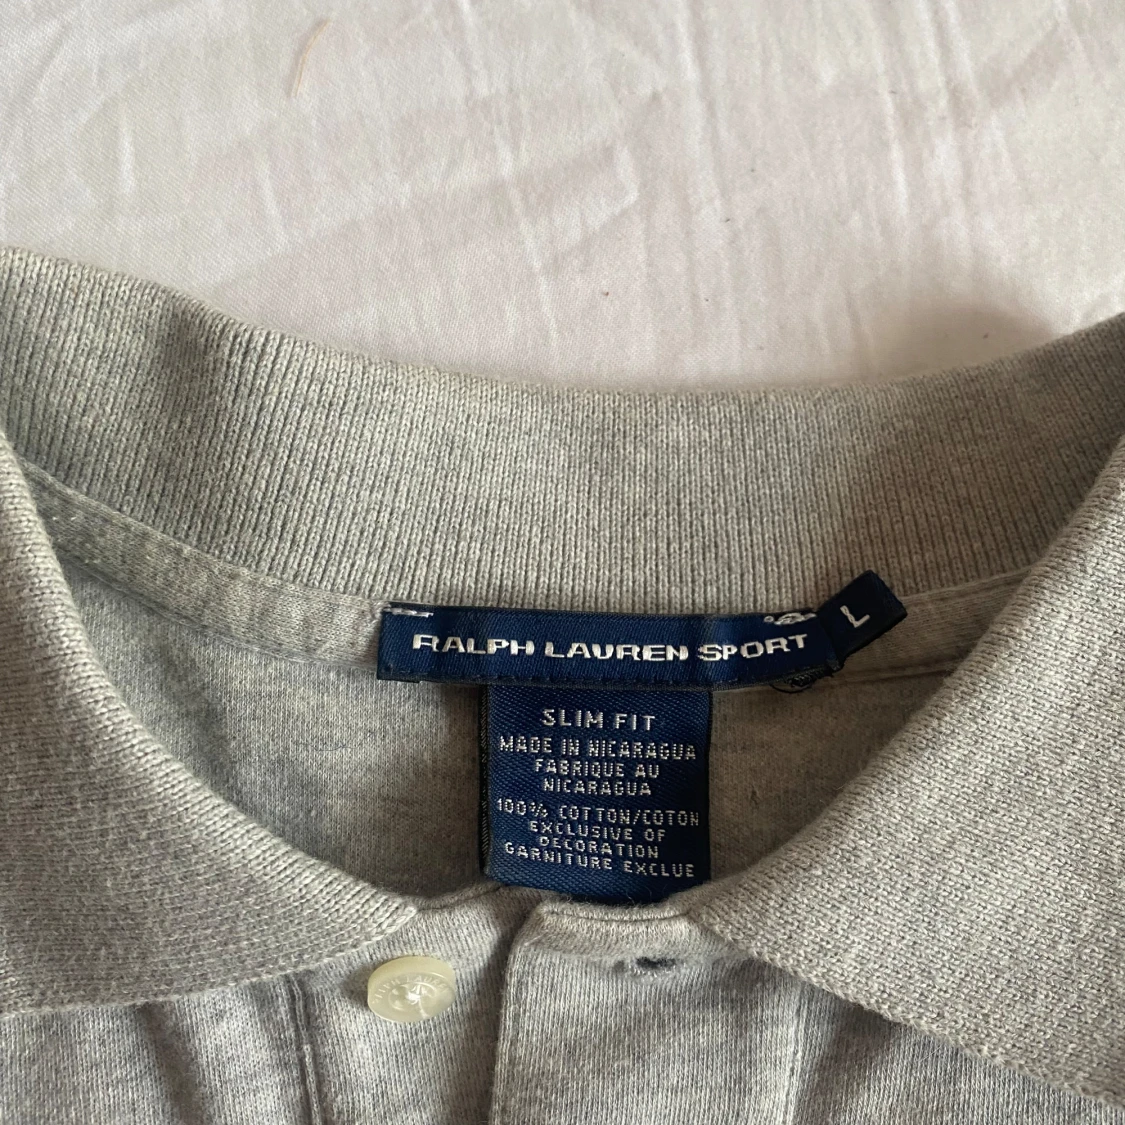 RALPH LAUREN SPORT
L
SLIM FIT
MADE IN NICARAGUA
FABRIQUE AU
NICARAGUA
100% COTTON/COTON
EXCLUSIVE OF
DECORATION
GARNITURE EXCLUE